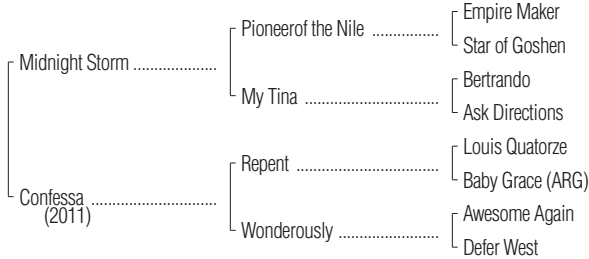 Empire Maker
Pioneerof the Nile ................
Star of Goshen
Midnight Storm ....................
Bertrando
My Tina ................................
Ask Directions
Louis Quatorze
Repent ..................................
Baby Grace (ARG)
Confessa ..............................
(2011)
Awesome Again
Wonderously ........................
Defer West